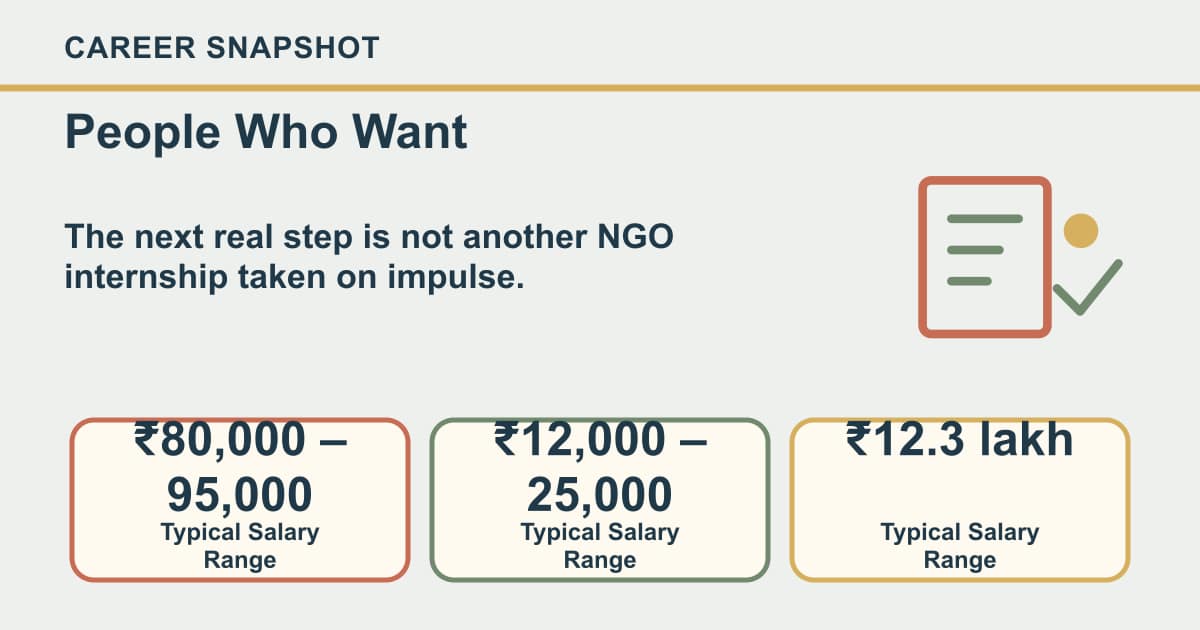 CAREER SNAPSHOT
People Who Want
The next real step is not another NGO
internship taken on impulse.
₹80,000 –
95,000
Typical Salary
Range
₹12,000 –
25,000
Typical Salary
Range
₹12.3 lakh
Typical Salary
Range